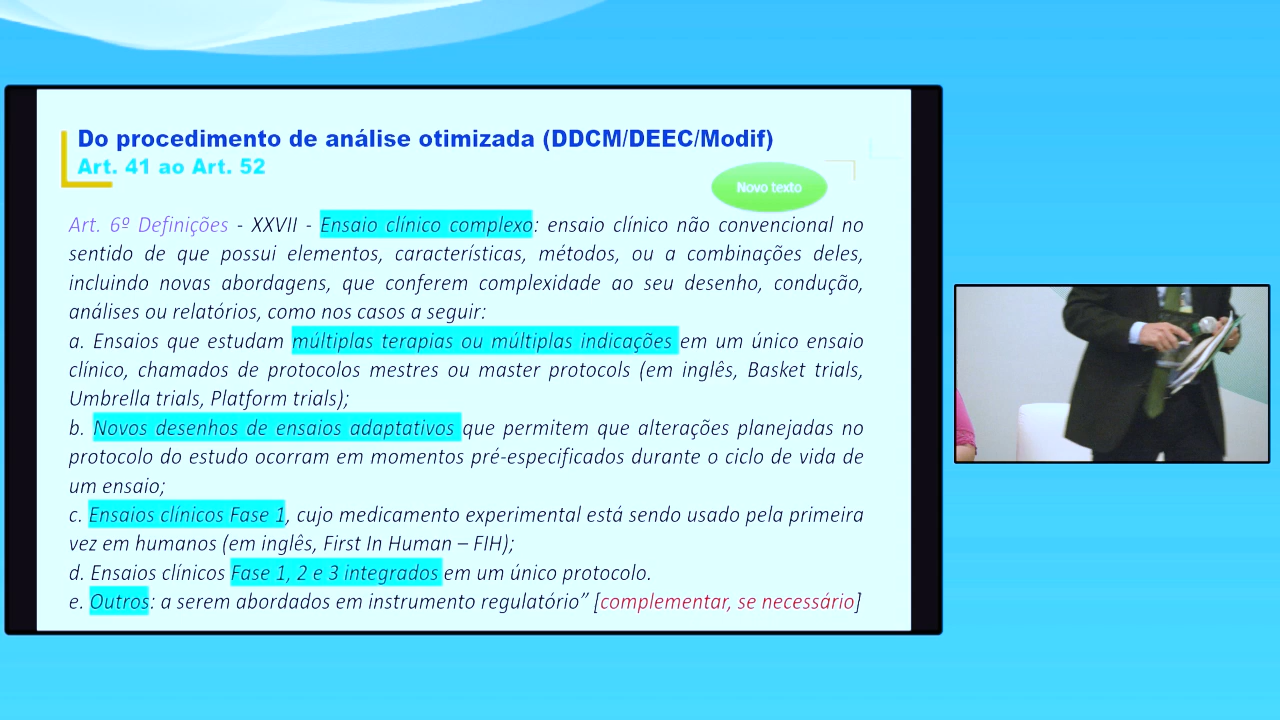 Do procedimento de análise otimizada (DDCM/DEEC/Modif)
Art. 41 ao Art. 52
Novo texto
Art. 6º Definições - XXVII - Ensaio clínico complexo: ensaio clínico não convencional no
sentido de que possui elementos, características, métodos, ou a combinações deles,
incluindo novas abordagens, que conferem complexidade ao seu desenho, condução,
análises ou relatórios, como nos casos a seguir:
a. Ensaios que estudam múltiplas terapias ou múltiplas indicações em um único ensaio
clínico, chamados de protocolos mestres ou master protocols (em inglês, Basket trials,
Umbrella trials, Platform trials);
b. Novos desenhos de ensaios adaptativos que permitem que alterações planejadas no
protocolo do estudo ocorram em momentos pré-especificados durante o ciclo de vida de
um ensaio;
c. Ensaios clínicos Fase 1, cujo medicamento experimental está sendo usado pela primeira
vez em humanos (em inglês, First In Human – FIH);
d. Ensaios clínicos Fase 1, 2 e 3 integrados em um único protocolo.
e. Outros: a serem abordados em instrumento regulatório” [complementar, se necessário]